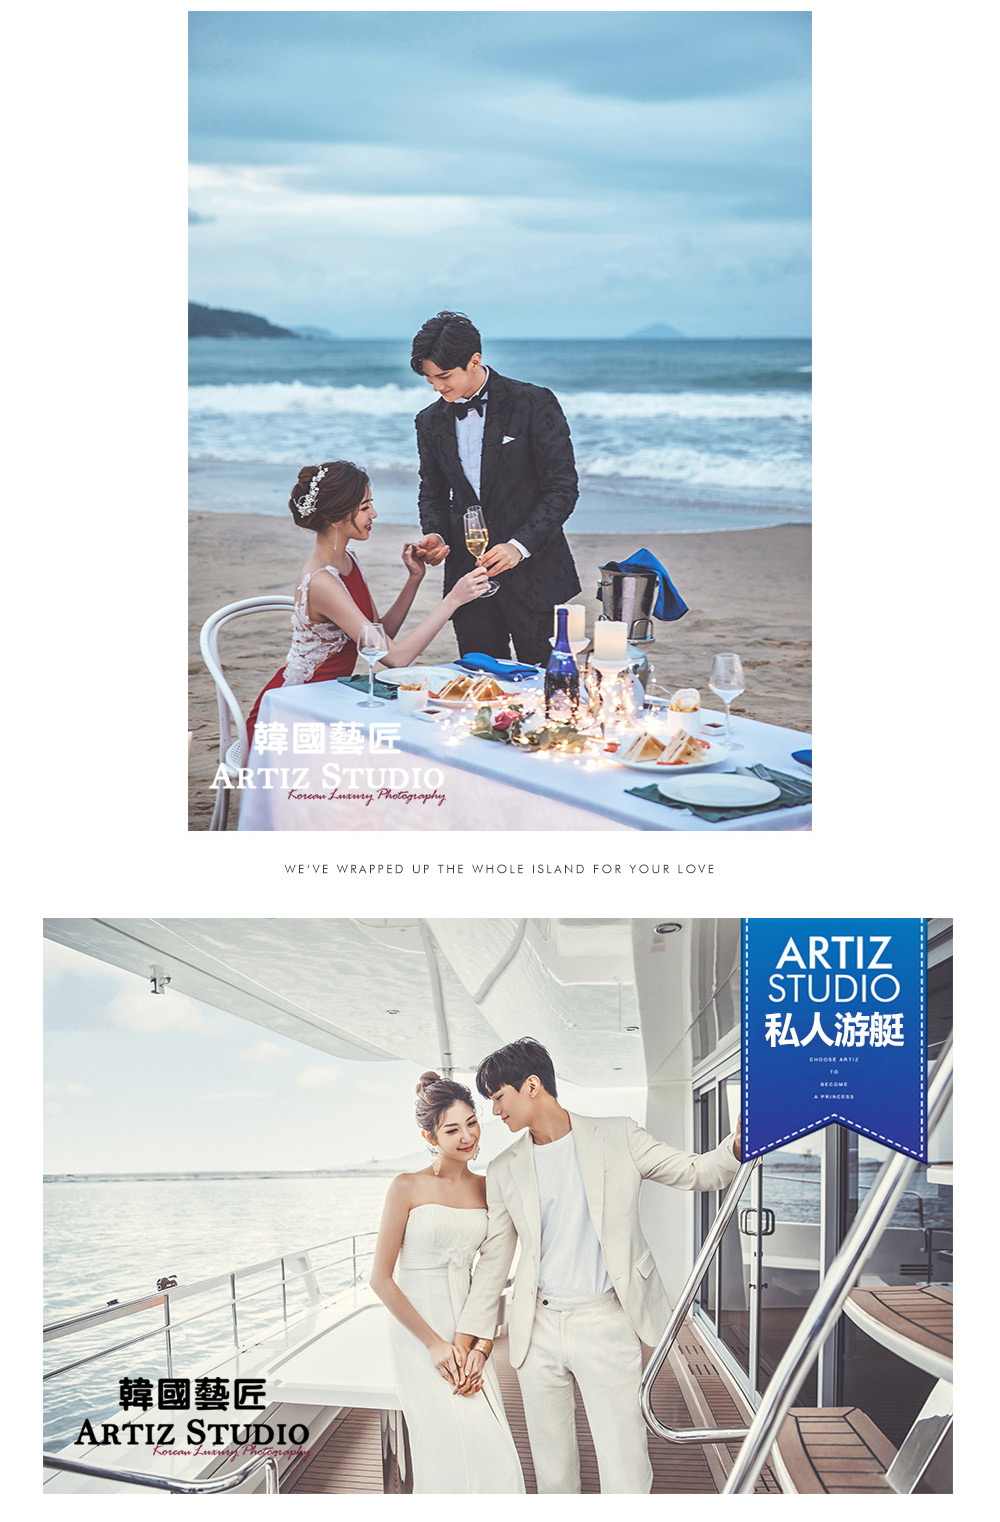 韓國藝匠
ARTIZ STUDIO
Korean Luxury Photography
WE'VE WRAPPED UP THE WHOLE ISLAND FOR YOUR LOVE
ARTIZ
STUDIO
私人游艇
CHOOSE ARTIZ
TO
BECOME
A PRINCESS
韓國藝匠
ARTIZ STUDIO
Korean Luxury Photography